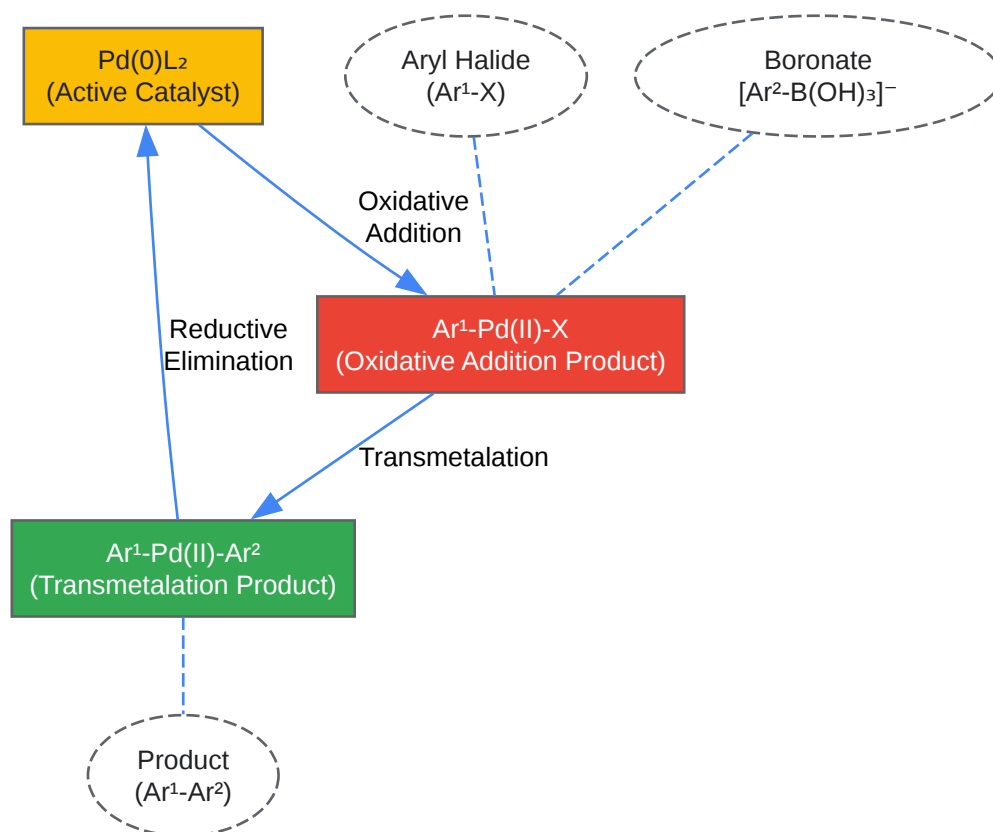 Pd(0)L₂
(Active Catalyst)
Aryl Halide
(Ar¹-X)
Boronate
[Ar²-B(OH)₃]⁻
Oxidative
Addition
Ar¹-Pd(II)-X
(Oxidative Addition Product)
Reductive
Elimination
Transmetalation
Ar¹-Pd(II)-Ar²
(Transmetalation Product)
Product
(Ar¹-Ar²)